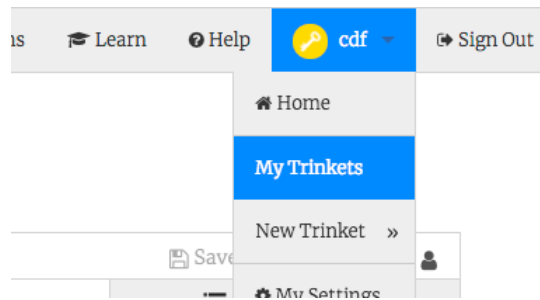 ns Learn Help cdf Sign Out
Home
My Trinkets
New Trinket »
Save
My Settings